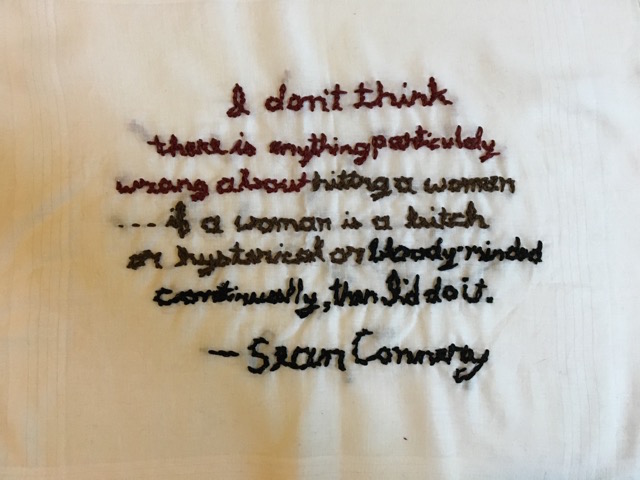 I don't think
there is anything particularly
wrong about hitting a woman
---- if a woman is a bitch
or hysterical or bloody-minded
continually, then I'd do it.
— Sean Connery